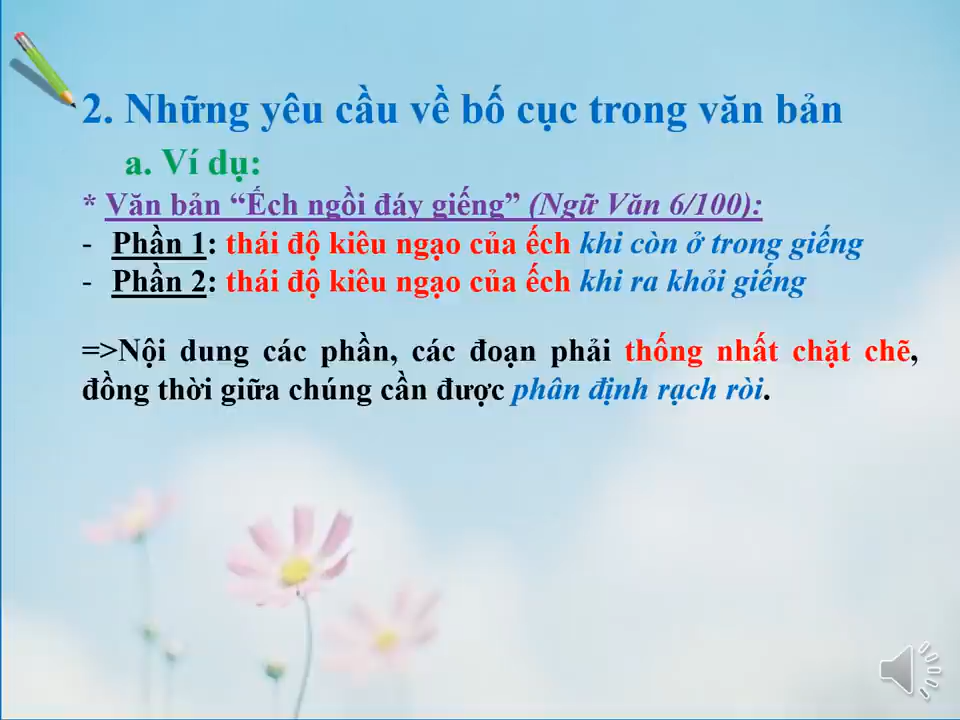 2. Những yêu cầu về bố cục trong văn bản
a. Ví dụ:
* Văn bản “Ếch ngồi đáy giếng” (Ngữ Văn 6/100):
- Phần 1: thái độ kiêu ngạo của ếch khi còn ở trong giếng
- Phần 2: thái độ kiêu ngạo của ếch khi ra khỏi giếng
=>Nội dung các phần, các đoạn phải thống nhất chặt chẽ,
đồng thời giữa chúng cần được phân định rạch ròi.